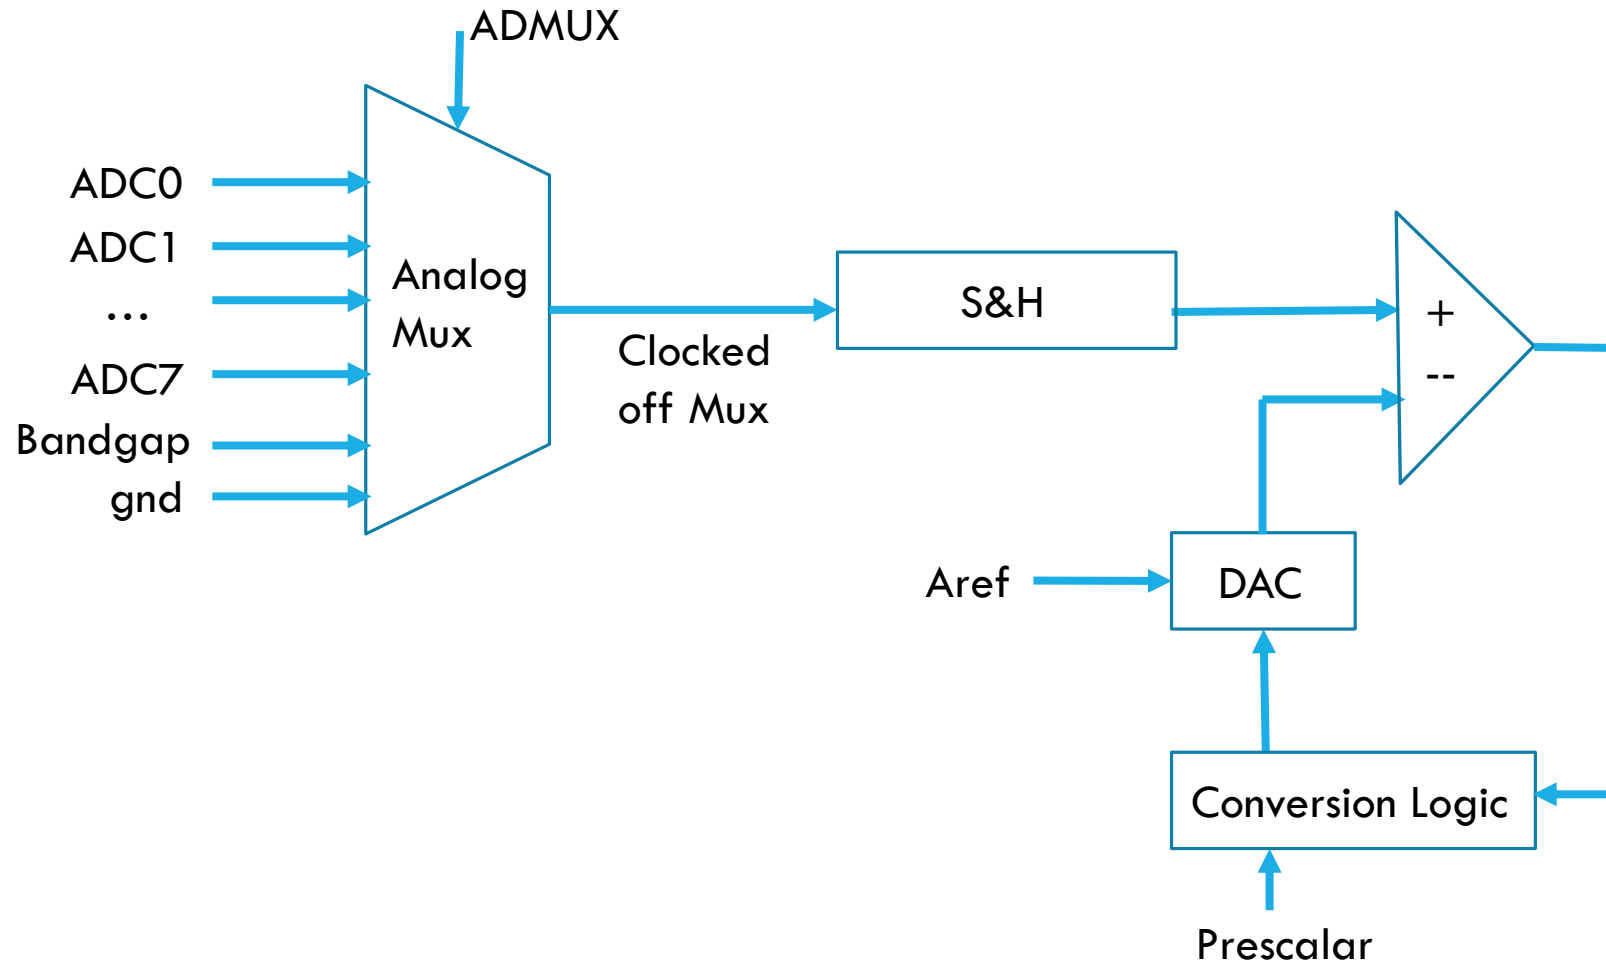 ADMUX
ADC0
ADC1
...
ADC7
Bandgap
gnd
Analog
Mux
Clocked
off Mux
S&H
+
--
Aref
DAC
Conversion Logic
Prescalar